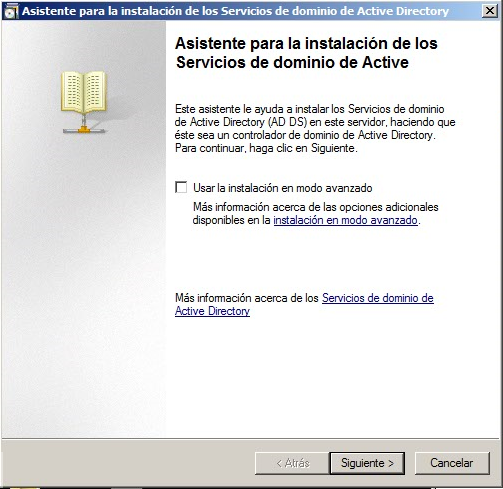 Asistente para la instalación de los Servicios de dominio de Active Directory
Asistente para la instalación de los
Servicios de dominio de Active
Este asistente le ayuda a instalar los Servicios de dominio
de Active Directory (AD DS) en este servidor, haciendo que
éste sea un controlador de dominio de Active Directory.
Para continuar, haga clic en Siguiente.
Usar la instalación en modo avanzado
Más información acerca de las opciones adicionales
disponibles en la instalación en modo avanzado.
Más información acerca de los Servicios de dominio de
Active Directory
< Atrás Siguiente > Cancelar